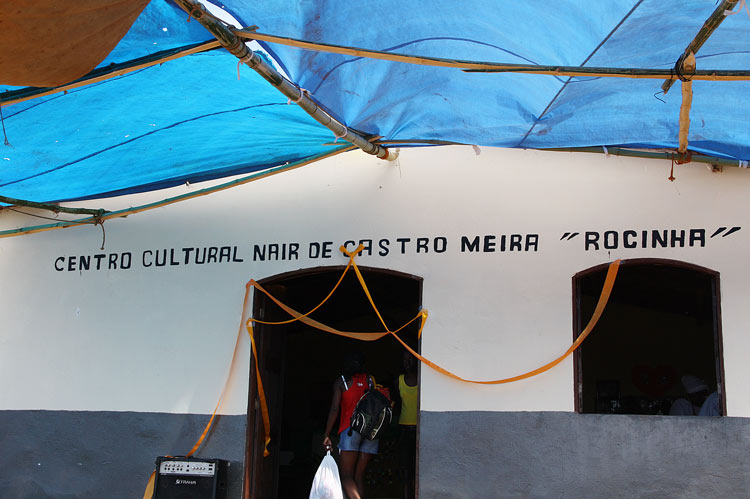 CENTRO CULTURAL NAIR DE CASTRO MEIRA "ROCINHA"